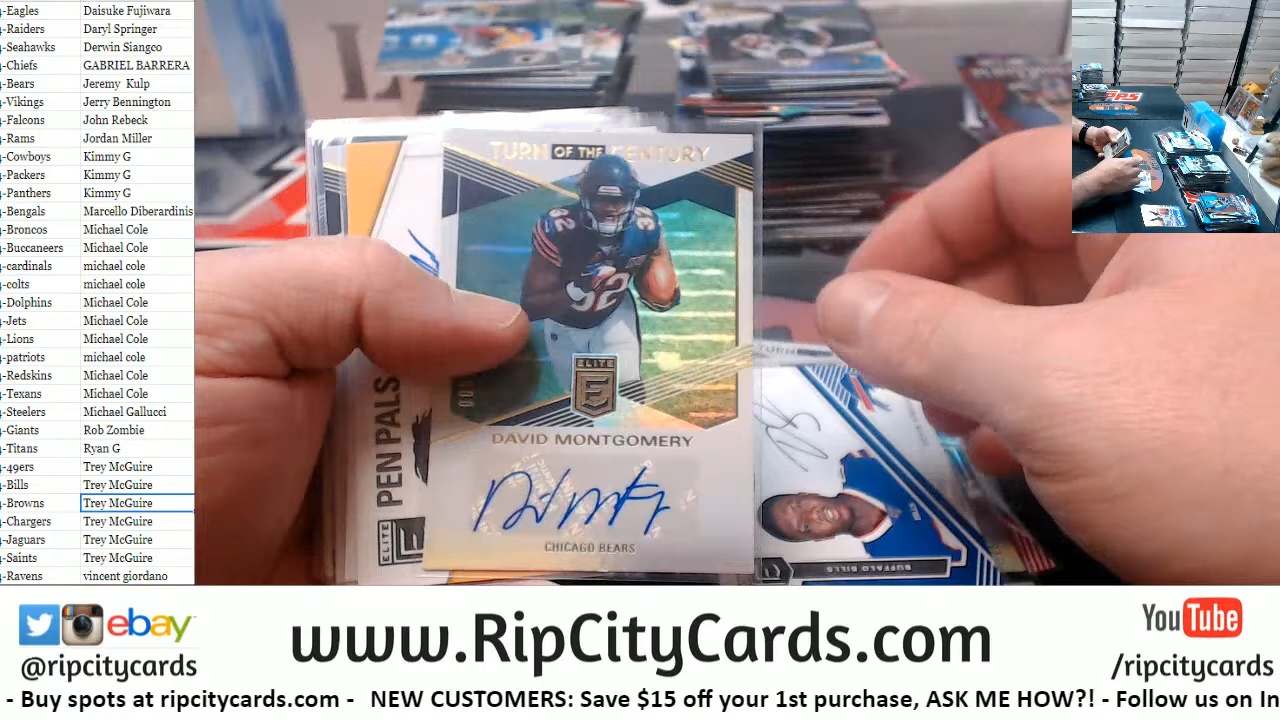 -Eagles Daisuke Fujiwara
-Raiders Daryl Springer
-Seahawks Derwin Siangco
-Chiefs GABRIEL BARRERA
-Bears Jeremy Kulp
-Vikings Jerry Bennington
-Falcons John Rebeck
-Rams Jordan Miller
-Cowboys Kimmy G
-Packers Kimmy G
-Panthers Kimmy G
-Bengals Marcello Diberardinis
-Broncos Michael Cole
-Buccaneers Michael Cole
-cardinals michael cole
-colts michael cole
-Dolphins Michael Cole
-Jets Michael Cole
-Lions Michael Cole
-patriots michael cole
-Redskins Michael Cole
-Texans Michael Cole
-Steelers Michael Gallucci
-Giants Rob Zombie
-Titans Ryan G
-49ers Trey McGuire
-Bills Trey McGuire
-Browns Trey McGuire
-Chargers Trey McGuire
-Jaguars Trey McGuire
-Saints Trey McGuire
-Ravens vincent giordano
TURN OF THE CENTURY
32
ELITE
E
DAVID MONTGOMERY
CHICAGO BEARS
PEN PALS
ELITE
TURN
BUFFALO BILLS
ebay
@ripcitycards
www.RipCityCards.com
YouTube
/ripcitycards
- Buy spots at ripcitycards.com - NEW CUSTOMERS: Save $15 off your 1st purchase, ASK ME HOW?! - Follow us on In